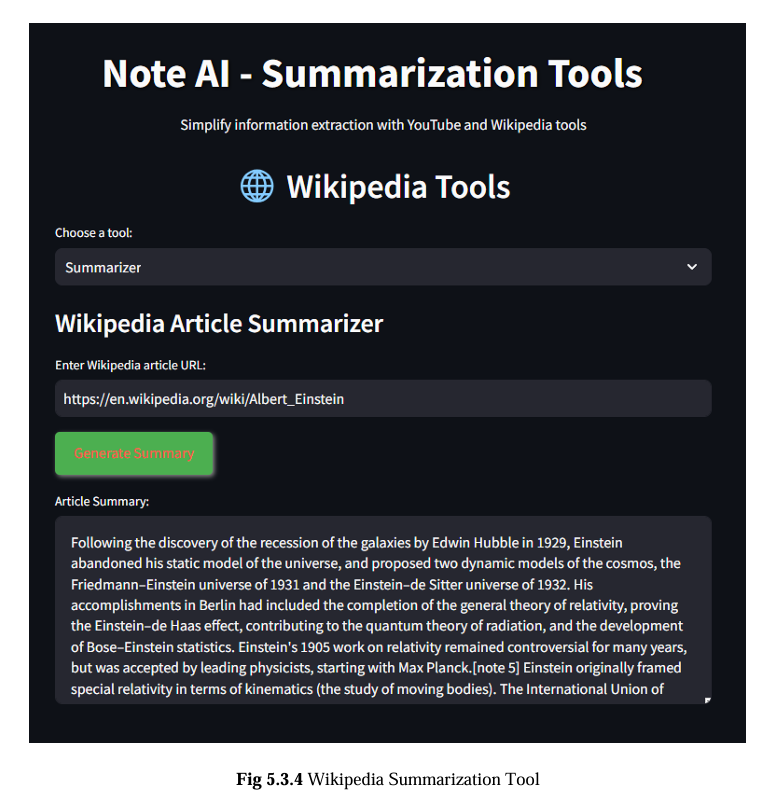 Note AI - Summarization Tools
Simplify information extraction with YouTube and Wikipedia tools
Wikipedia Tools
Choose a tool:
Summarizer
Wikipedia Article Summarizer
Enter Wikipedia article URL:
https://en.wikipedia.org/wiki/Albert_Einstein
Generate Summary
Article Summary:
Following the discovery of the recession of the galaxies by Edwin Hubble in 1929, Einstein
abandoned his static model of the universe, and proposed two dynamic models of the cosmos, the
Friedmann–Einstein universe of 1931 and the Einstein–de Sitter universe of 1932. His
accomplishments in Berlin had included the completion of the general theory of relativity, proving
the Einstein–de Haas effect, contributing to the quantum theory of radiation, and the development
of Bose–Einstein statistics. Einstein's 1905 work on relativity remained controversial for many years,
but was accepted by leading physicists, starting with Max Planck.[note 5] Einstein originally framed
special relativity in terms of kinematics (the study of moving bodies). The International Union of
Fig 5.3.4 Wikipedia Summarization Tool